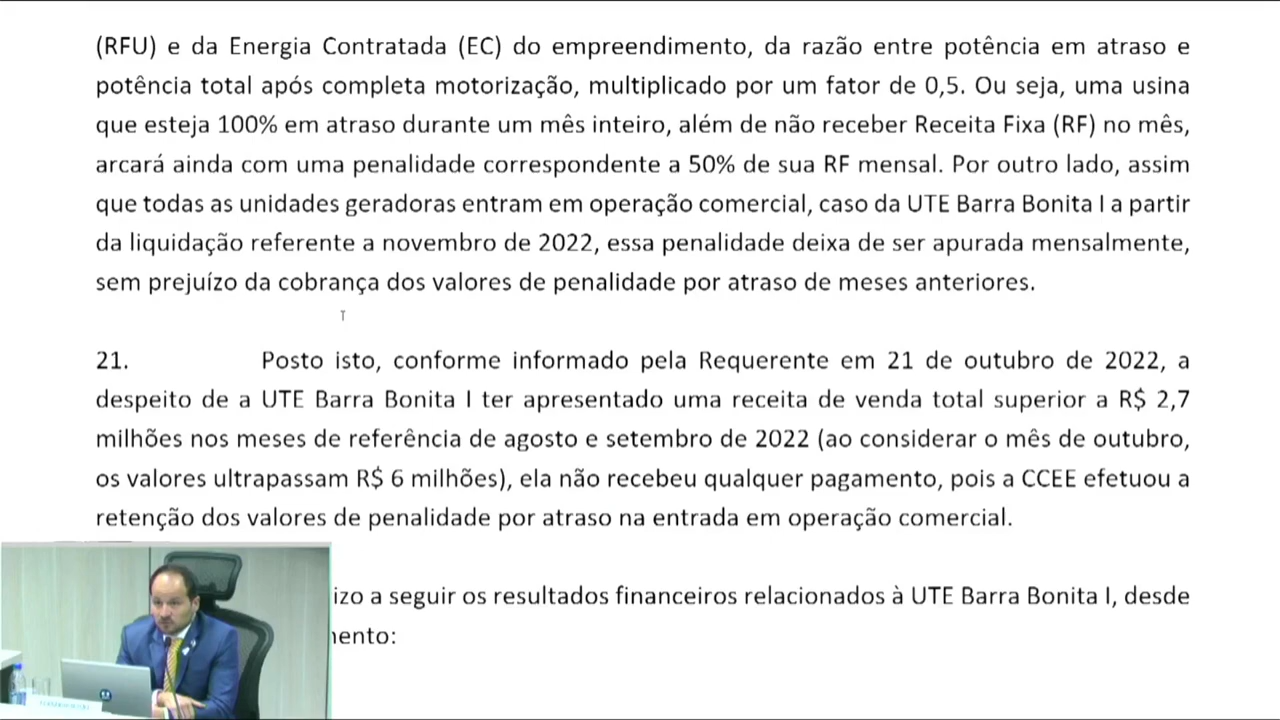 (RFU) e da Energia Contratada (EC) do empreendimento, da razão entre potência em atraso e
potência total após completa motorização, multiplicado por um fator de 0,5. Ou seja, uma usina
que esteja 100% em atraso durante um mês inteiro, além de não receber Receita Fixa (RF) no mês,
arcará ainda com uma penalidade correspondente a 50% de sua RF mensal. Por outro lado, assim
que todas as unidades geradoras entram em operação comercial, caso da UTE Barra Bonita I a partir
da liquidação referente a novembro de 2022, essa penalidade deixa de ser apurada mensalmente,
sem prejuízo da cobrança dos valores de penalidade por atraso de meses anteriores.
21. Posto isto, conforme informado pela Requerente em 21 de outubro de 2022, a
despeito de a UTE Barra Bonita I ter apresentado uma receita de venda total superior a R$ 2,7
milhões nos meses de referência de agosto e setembro de 2022 (ao considerar o mês de outubro,
os valores ultrapassam R$ 6 milhões), ela não recebeu qualquer pagamento, pois a CCEE efetuou a
retenção dos valores de penalidade por atraso na entrada em operação comercial.
izo a seguir os resultados financeiros relacionados à UTE Barra Bonita I, desde
ento: